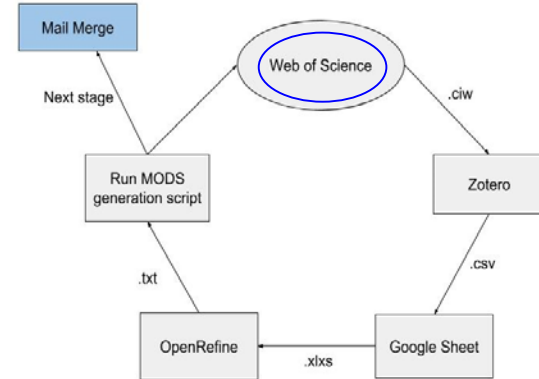 Mail Merge
Web of Science
Next stage
.ciw
Run MODS
generation script
Zotero
.csv
.txt
OpenRefine
.xlxs
Google Sheet